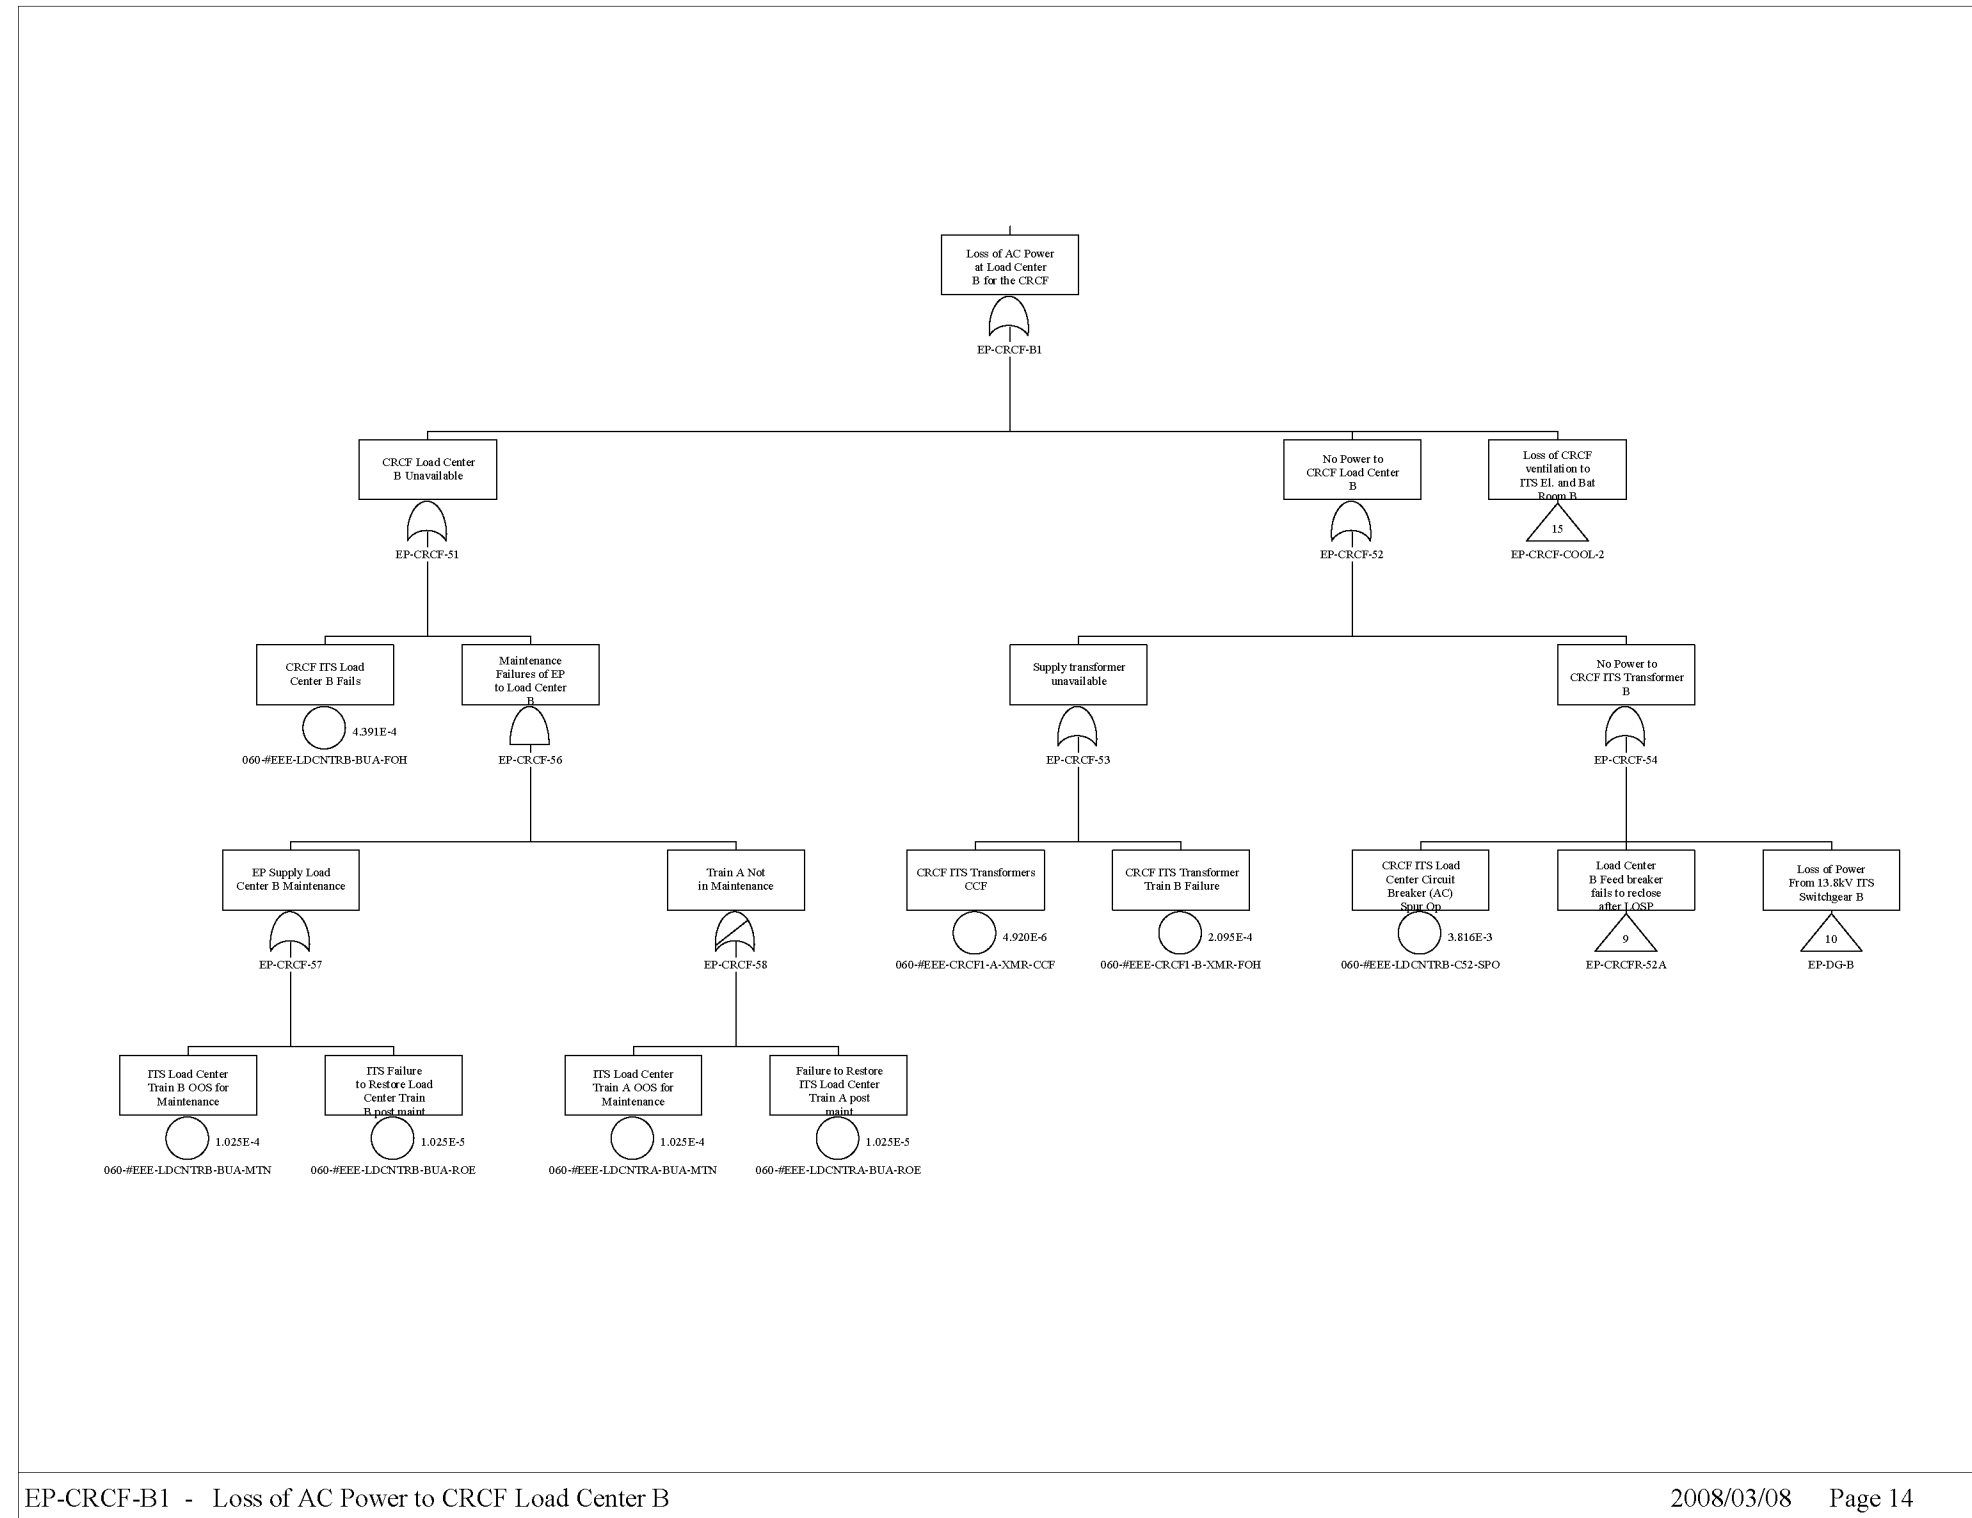 Loss of AC Power
at Load Center
B for the CRCF
EP-CRCF-B1
CRCF Load Center
B Unavailable
EP-CRCF-51
No Power to
CRCF Load Center
B
EP-CRCF-52
Loss of CRCF
ventilation to
ITS El. and Bat
Room B
15
EP-CRCF-COOL-2
CRCF ITS Load
Center B Fails
4.391E-4
060-#EEE-LDCNTRB-BUA-FOH
Maintenance
Failures of EP
to Load Center
B
EP-CRCF-56
Supply transformer
unavailable
EP-CRCF-53
No Power to
CRCF ITS Transformer
B
EP-CRCF-54
EP Supply Load
Center B Maintenance
EP-CRCF-57
Train A Not
in Maintenance
EP-CRCF-58
CRCF ITS Transformers
CCF
4.920E-6
060-#EEE-CRCF1-A-XMR-CCF
CRCF ITS Transformer
Train B Failure
2.095E-4
060-#EEE-CRCF1-B-XMR-FOH
CRCF ITS Load
Center Circuit
Breaker (AC)
Spur Op
3.816E-3
060-#EEE-LDCNTRB-C52-SPO
Load Center
B Feed breaker
fails to reclose
after LOSP
9
EP-CRCFR-52A
Loss of Power
From 13.8kV ITS
Switchgear B
10
EP-DG-B
ITS Load Center
Train B OOS for
Maintenance
1.025E-4
060-#EEE-LDCNTRB-BUA-MTN
ITS Failure
to Restore Load
Center Train
B post maint
1.025E-5
060-#EEE-LDCNTRB-BUA-ROE
ITS Load Center
Train A OOS for
Maintenance
1.025E-4
060-#EEE-LDCNTRA-BUA-MTN
Failure to Restore
ITS Load Center
Train A post
maint
1.025E-5
060-#EEE-LDCNTRA-BUA-ROE
EP-CRCF-B1 - Loss of AC Power to CRCF Load Center B
2008/03/08 Page 14